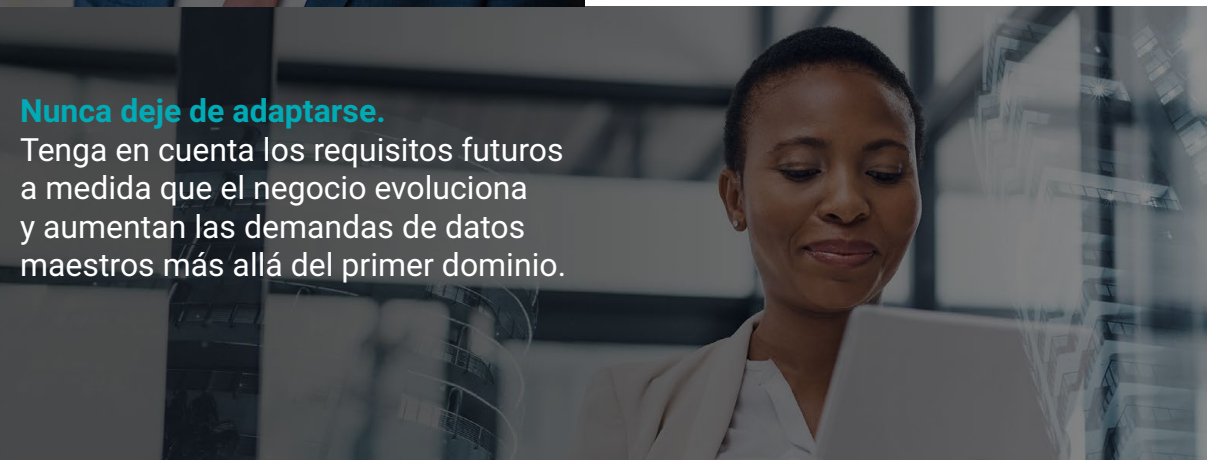 Nunca deje de adaptarse.
Tenga en cuenta los requisitos futuros
a medida que el negocio evoluciona
y aumentan las demandas de datos
maestros más allá del primer dominio.